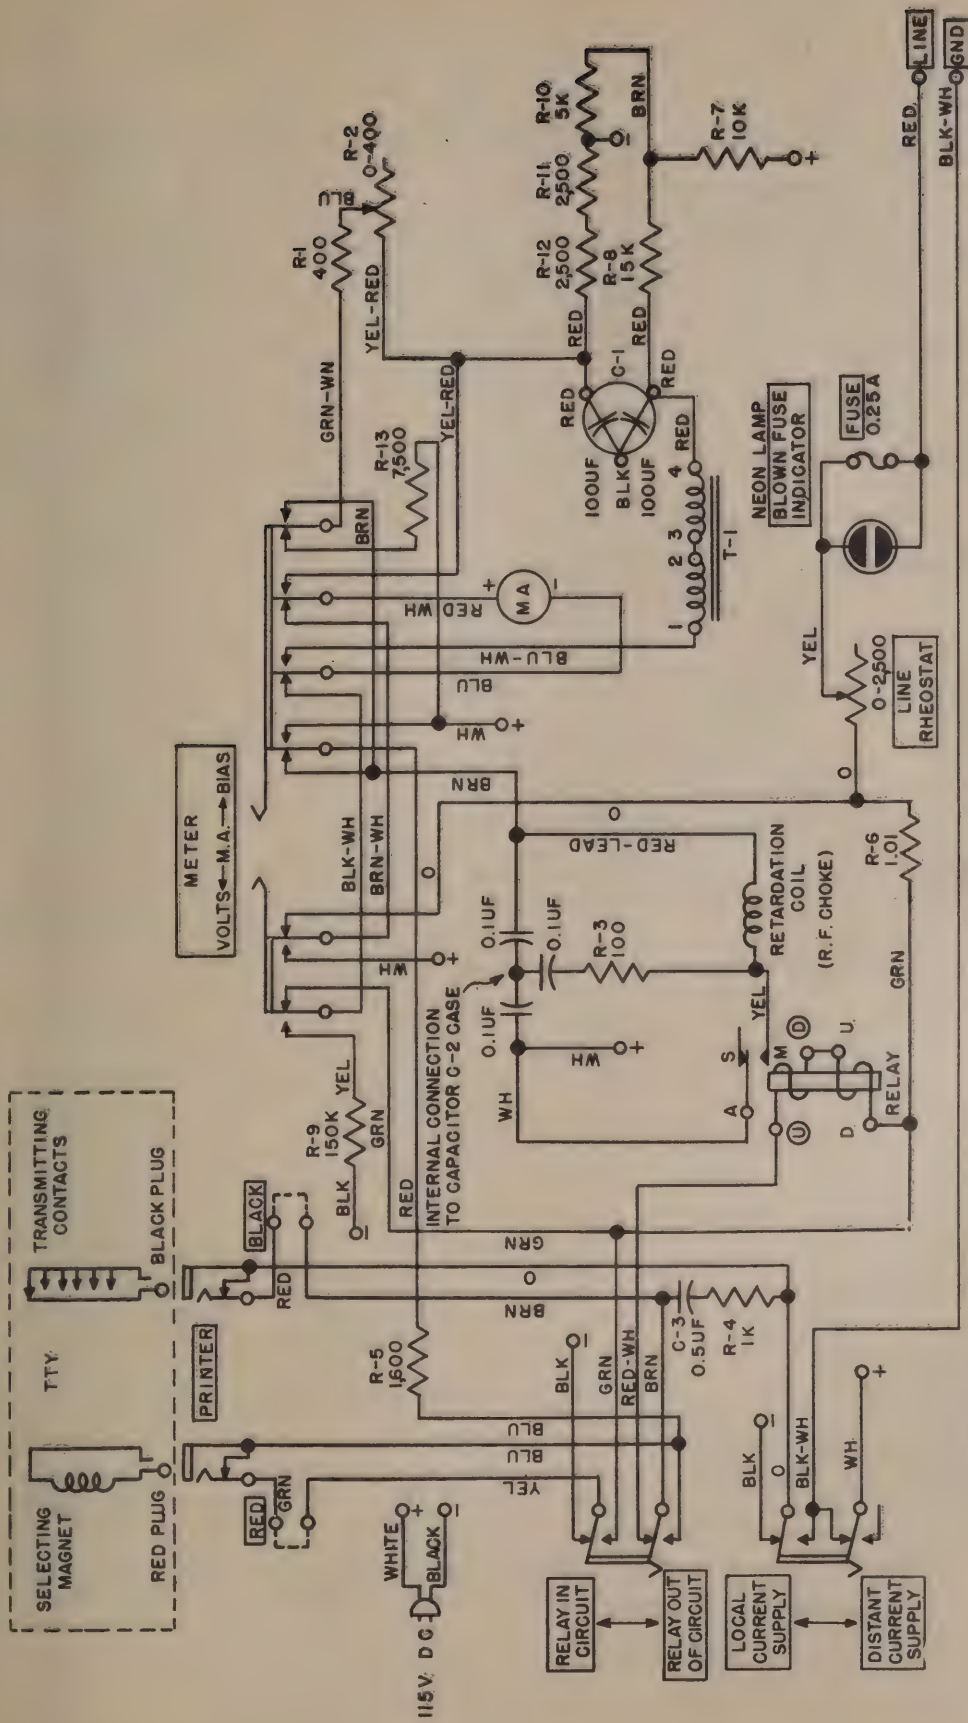 LINE
GND
RED
BLK-WH
R-10
5K
R-11
2,500
R-12
2,500
R-8
15K
BRN
R-7
10K
+
-
R-2
0-400
BLU
R-1
400
YEL-RED
GRN-WN
YEL-RED
R-13
7,500
BRN
RED
RED
RED
RED
C-1
100UF
BLK
100UF
RED
4
3
2
1
T-1
MA
+
-
RED WH
BLU-WH
BLU
WH
+
BRN
NEON LAMP
BLOWN FUSE
INDICATOR
FUSE
0.25A
YEL
0-2,500
LINE
RHEOSTAT
O
METER
VOLTS ← M.A. → BIAS
BLK-WH
BRN-WH
O
O
WH
+
RED-LEAD
0.1UF
0.1UF
0.1UF
R-3
100
RETARDATION
COIL
(R.F. CHOKE)
R-6
1.01
GRN
INTERNAL CONNECTION
TO CAPACITOR C-2 CASE
WH
WH
+
YEL
S
M
A
D
U
U
D
RELAY
TRANSMITTING
CONTACTS
BLACK PLUG
TTY
SELECTING
MAGNET
RED PLUG
PRINTER
BLACK
RED
RED
GRN
R-9
150K
YEL
GRN
BLK
-
RED
GRN
O
BRN
R-5
1,600
BLU
BLU
YEL
C-3
0.5UF
R-4
1K
BLK
-
GRN
RED-WH
BRN
BLK
-
O
BLK-WH
WH
+
WHITE
+
BLACK
-
115V. DC
RELAY IN
CIRCUIT
RELAY OUT
OF CIRCUIT
LOCAL
CURRENT
SUPPLY
DISTANT
CURRENT
SUPPLY